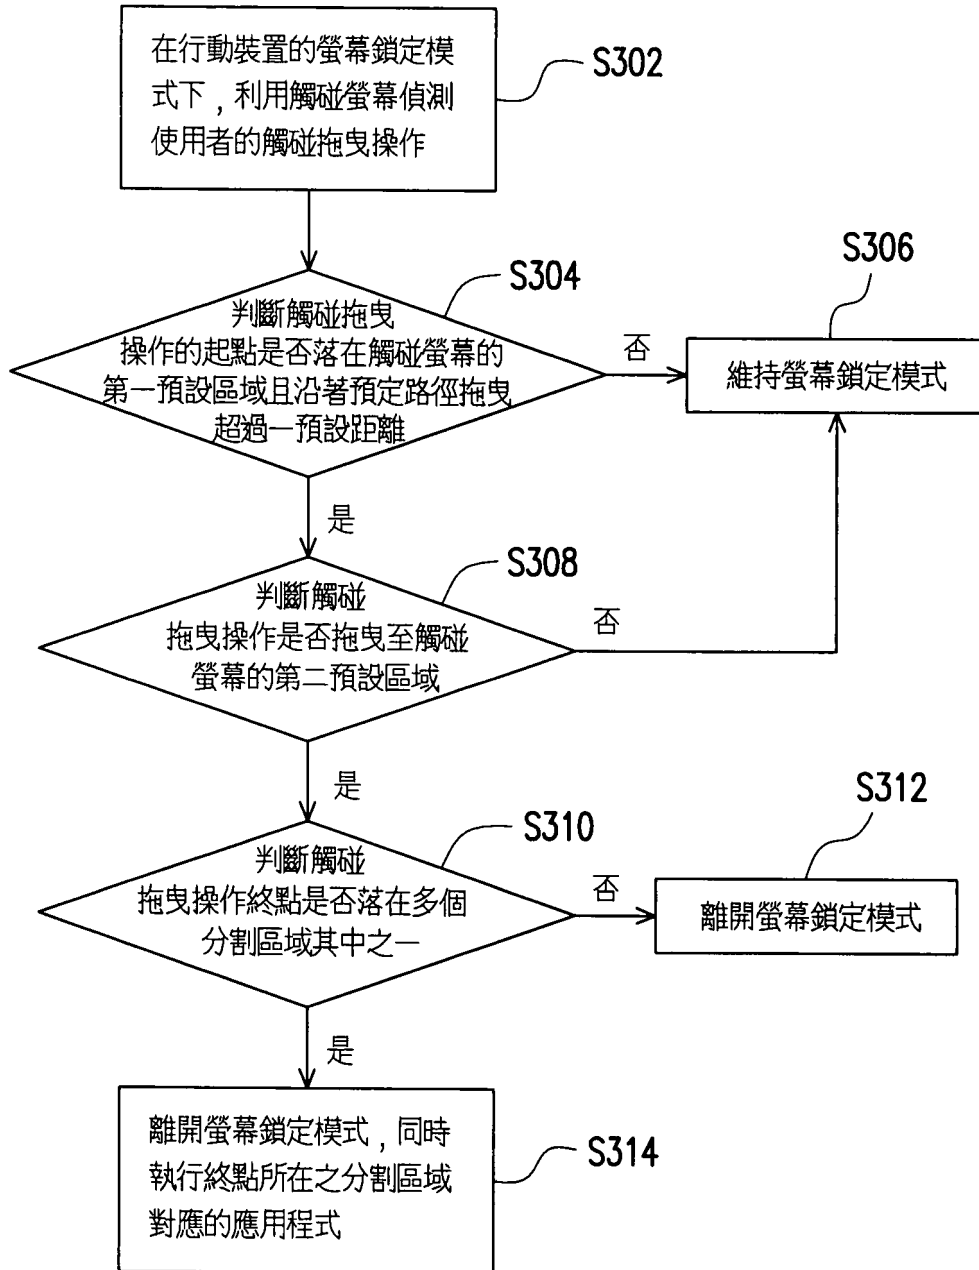 在行動裝置的螢幕鎖定模
式下，利用觸碰螢幕偵測
使用者的觸碰拖曳操作
S302
S304
判斷觸碰拖曳
操作的起點是否落在觸碰螢幕的
第一預設區域且沿著預定路徑拖曳
超過一預設距離
否
S306
維持螢幕鎖定模式
是
S308
判斷觸碰
拖曳操作是否拖曳至觸碰
螢幕的第二預設區域
否
是
S310
判斷觸碰
拖曳操作終點是否落在多個
分割區域其中之一
否
S312
離開螢幕鎖定模式
是
離開螢幕鎖定模式，同時
執行終點所在之分割區域
對應的應用程式
S314